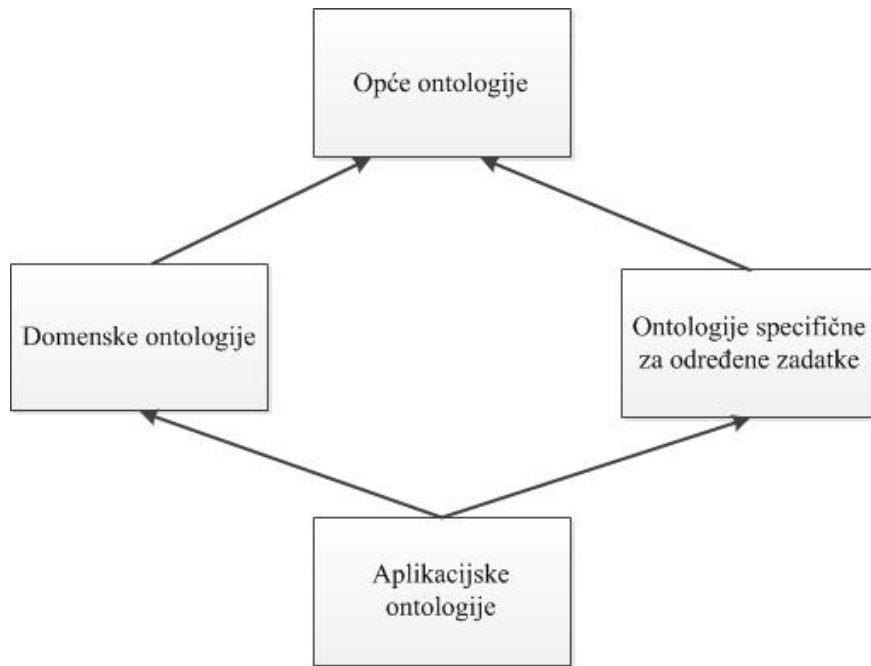 Opće ontologije
Domenske ontologije
Ontologije specifične
za određene zadatke
Aplikacijske
ontologije